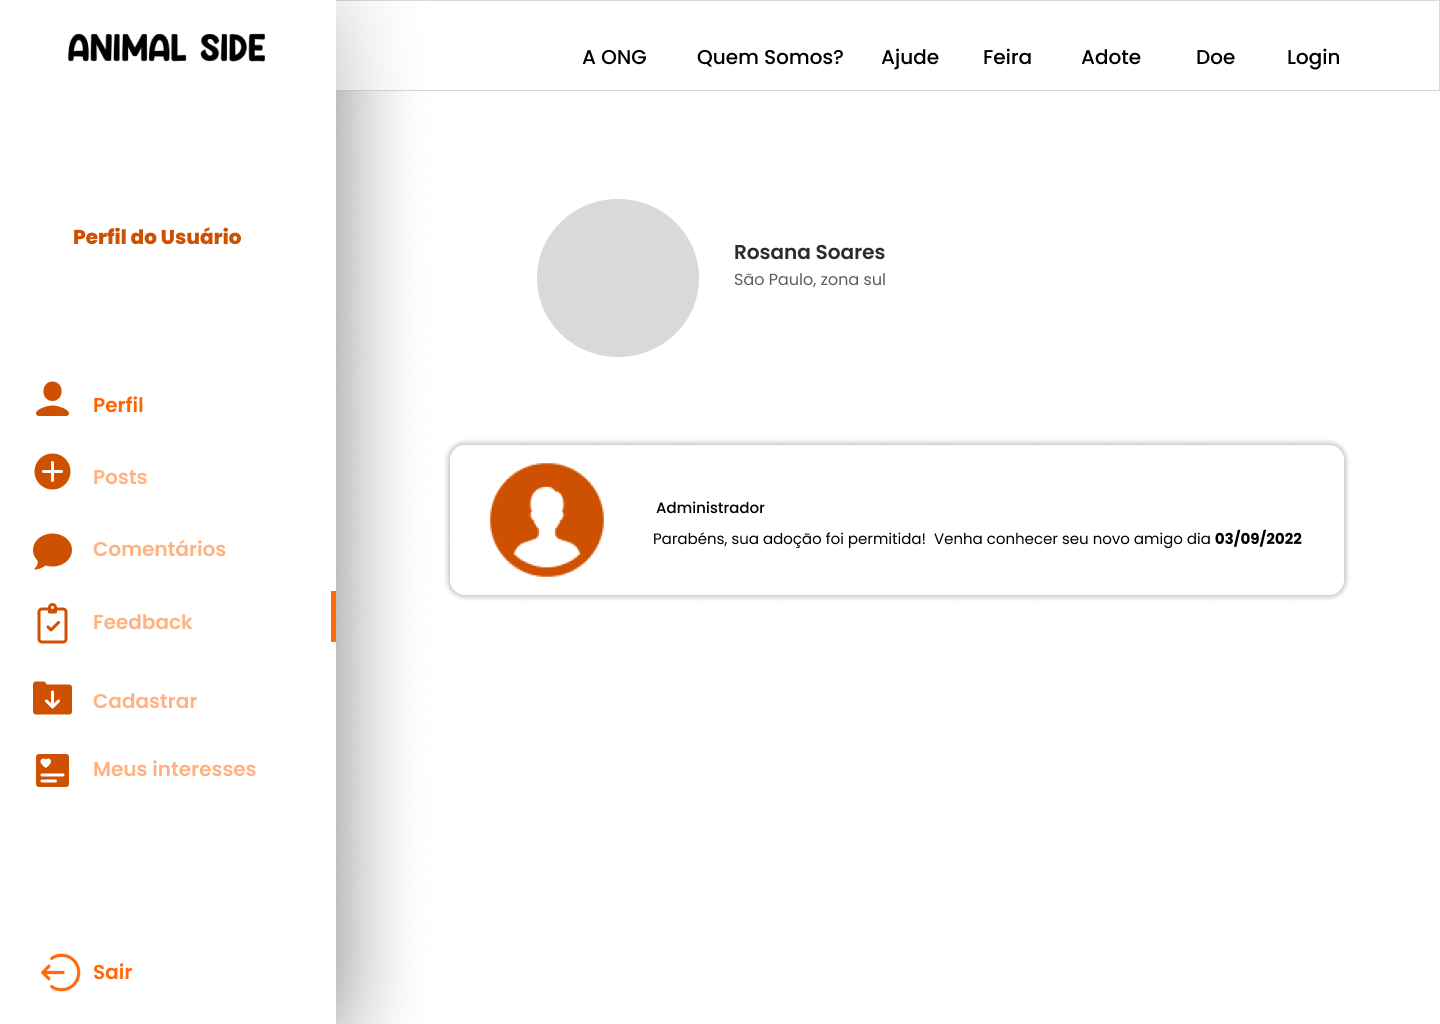 ANIMAL SIDE
A ONG
Quem Somos?
Ajude
Feira
Adote
Doe
Login
Perfil do Usuário
Perfil
Posts
Comentários
Feedback
Cadastrar
Meus interesses
Sair
Rosana Soares
São Paulo, zona sul
Administrador
Parabéns, sua adoção foi permitida! Venha conhecer seu novo amigo dia 03/09/2022